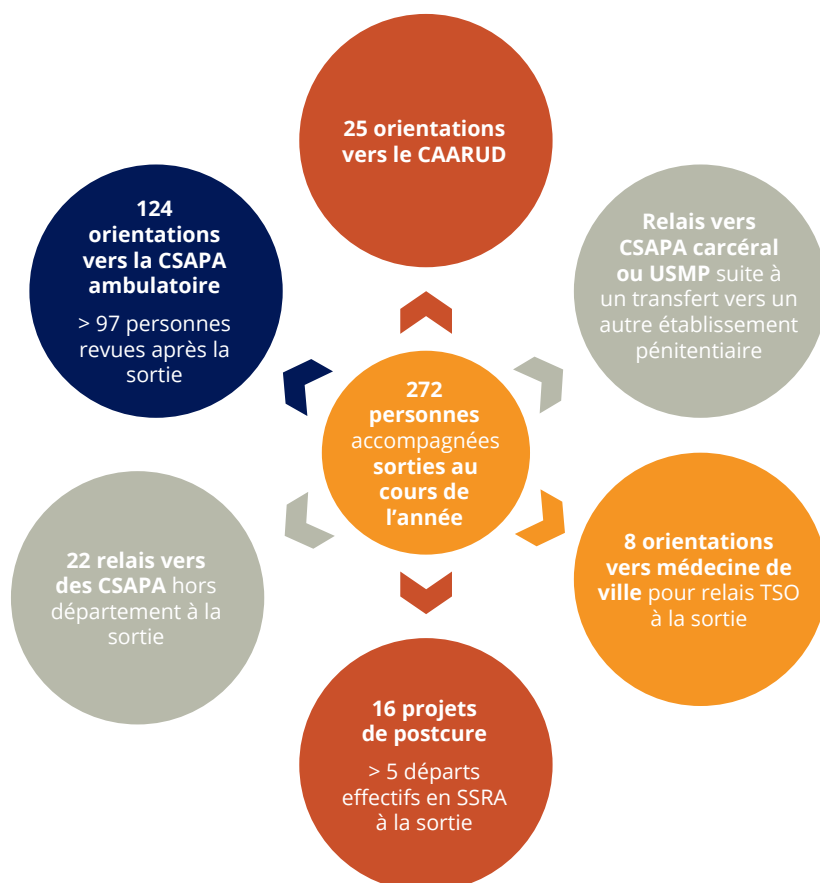 25 orientations
vers le CAARUD
124
orientations
vers la CSAPA
ambulatoire
> 97 personnes
revues après la
sortie
Relais vers
CSAPA carcéral
ou USMP suite à
un transfert vers un
autre établissement
pénitentiaire
272
personnes
accompagnées
sorties au
cours de
l’année
22 relais vers
des CSAPA hors
département à la
sortie
8 orientations
vers médecine de
ville pour relais TSO
à la sortie
16 projets
de postcure
> 5 départs
effectifs en SSRA
à la sortie